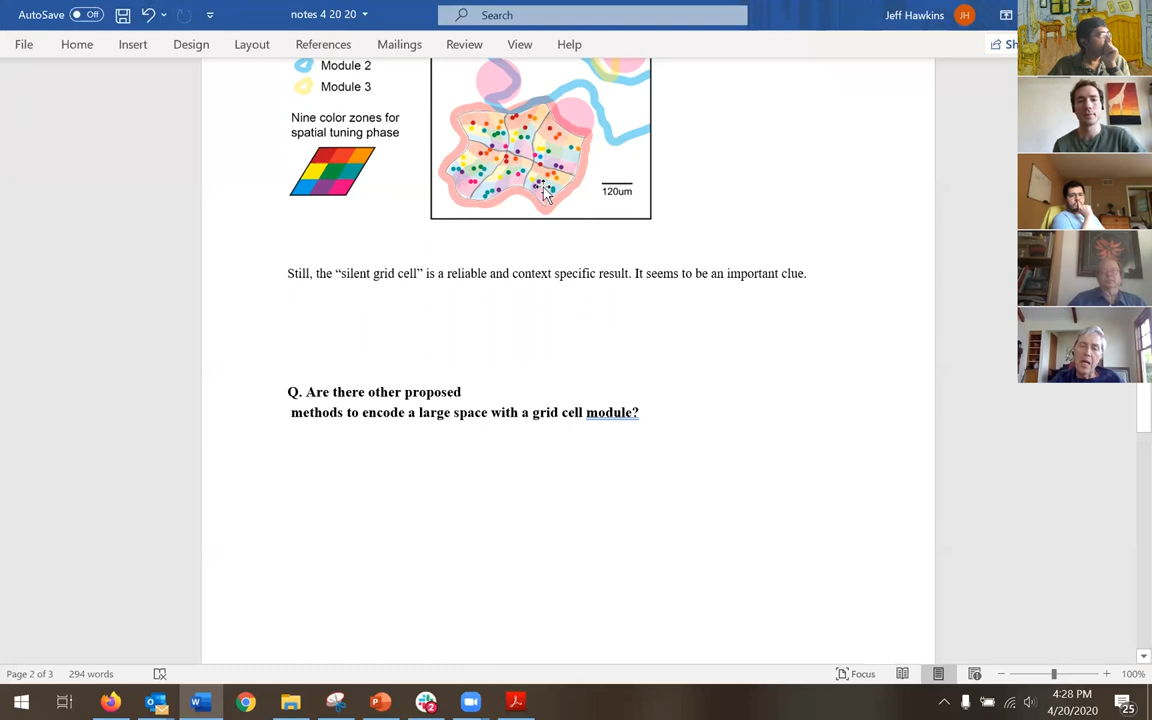 AutoSave Off notes 4 20 20 Search Jeff Hawkins JH
File Home Insert Design Layout References Mailings Review View Help Sh
Module 2
Module 3
Nine color zones for
spatial tuning phase
120um
Still, the “silent grid cell” is a reliable and context specific result. It seems to be an important clue.
Q. Are there other proposed
methods to encode a large space with a grid cell module?
Page 2 of 3 294 words Focus 100%
4:28 PM
4/20/2020
25
2